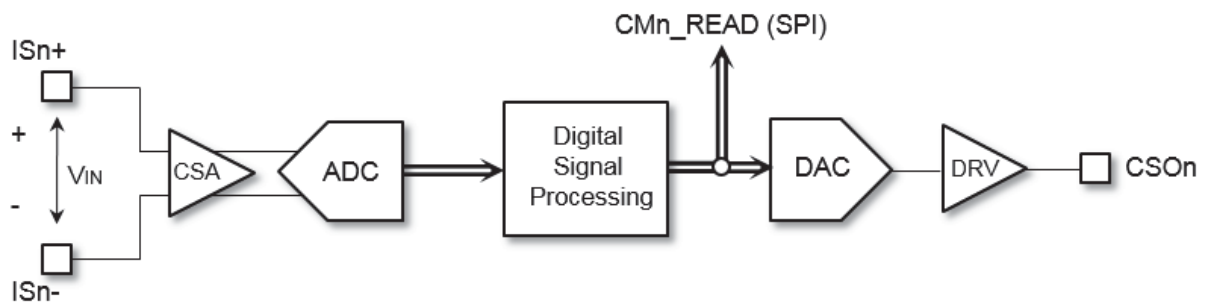 CMn_READ (SPI)
ISn+
+
VIN
-
ISn-
CSA
ADC
Digital
Signal
Processing
DAC
DRV
CSOn